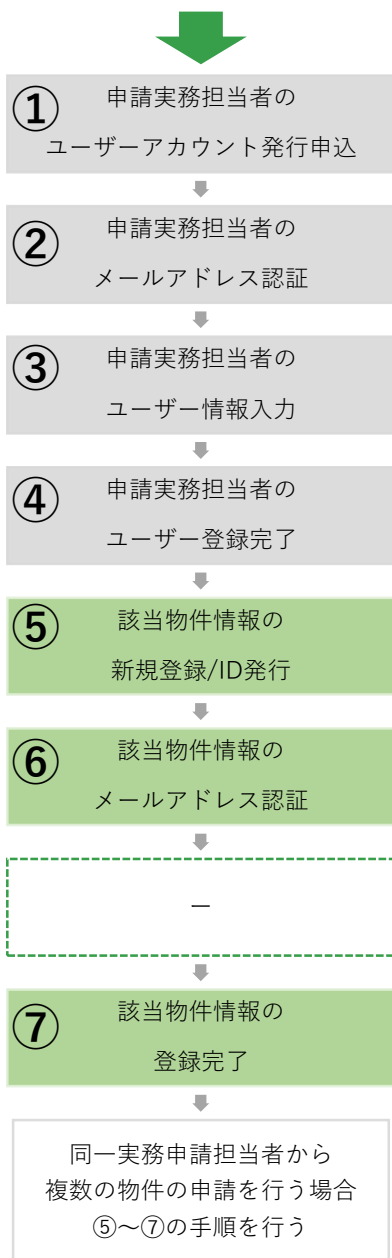 ①
申請実務担当者の
ユーザーアカウント発行申込
②
申請実務担当者の
メールアドレス認証
③
申請実務担当者の
ユーザー情報入力
④
申請実務担当者の
ユーザー登録完了
⑤
該当物件情報の
新規登録/ID発行
⑥
該当物件情報の
メールアドレス認証
ー
⑦
該当物件情報の
登録完了
同一実務申請担当者から
複数の物件の申請を行う場合
⑤～⑦の手順を行う